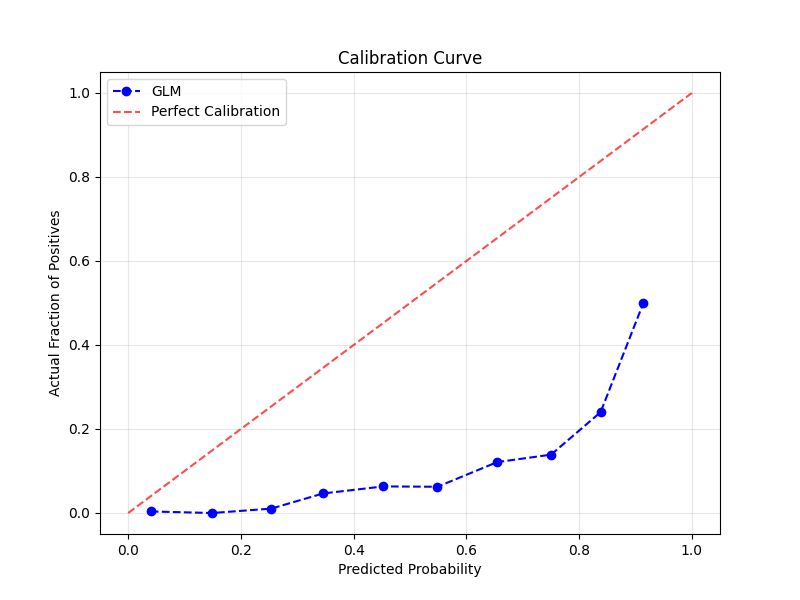 Calibration Curve
GLM
Perfect Calibration
1.0
0.8
0.6
0.4
0.2
0.0
Actual Fraction of Positives
0.0 0.2 0.4 0.6 0.8 1.0
Predicted Probability